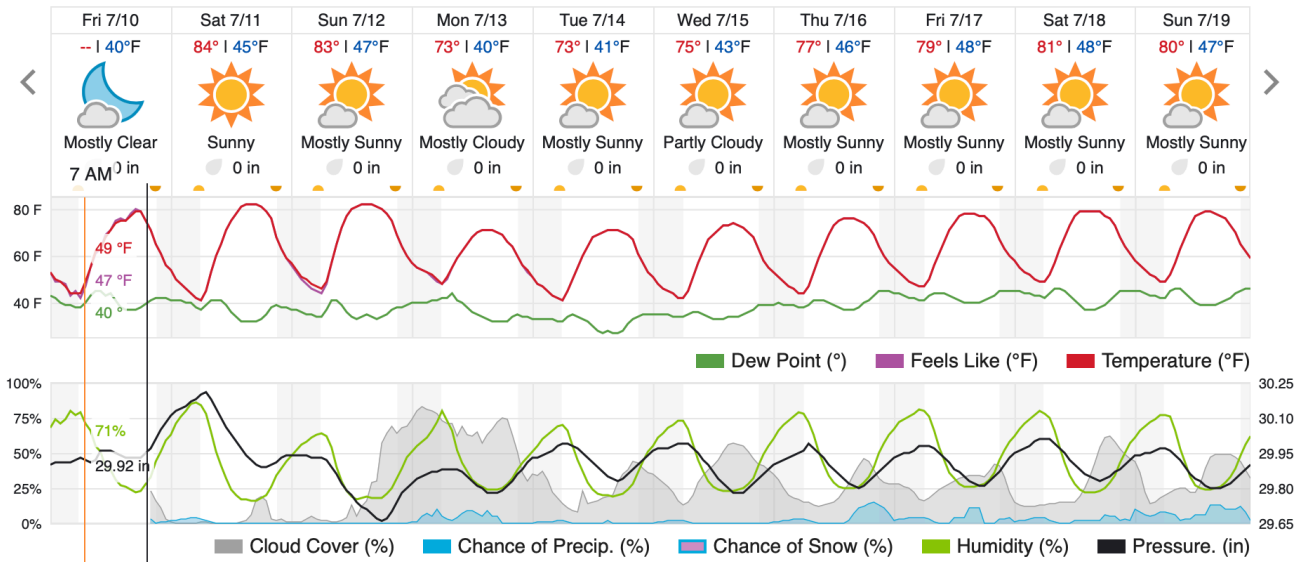 Fri 7/10 Sat 7/11 Sun 7/12 Mon 7/13 Tue 7/14 Wed 7/15 Thu 7/16 Fri 7/17 Sat 7/18 Sun 7/19
-- | 40°F 84° | 45°F 83° | 47°F 73° | 40°F 73° | 41°F 75° | 43°F 77° | 46°F 79° | 48°F 81° | 48°F 80° | 47°F
Mostly Clear Sunny Mostly Sunny Mostly Cloudy Mostly Sunny Partly Cloudy Mostly Sunny Mostly Sunny Mostly Sunny Mostly Sunny
0 in 0 in 0 in 0 in 0 in 0 in 0 in 0 in 0 in 0 in
7 AM
80 F
49 °F
60 F
47 °F
40 F
40 °
Dew Point (°) Feels Like (°F) Temperature (°F)
100% 30.25
75% 30.10
71%
50% 29.95
29.92 in
25% 29.80
0% 29.65
Cloud Cover (%) Chance of Precip. (%) Chance of Snow (%) Humidity (%) Pressure. (in)